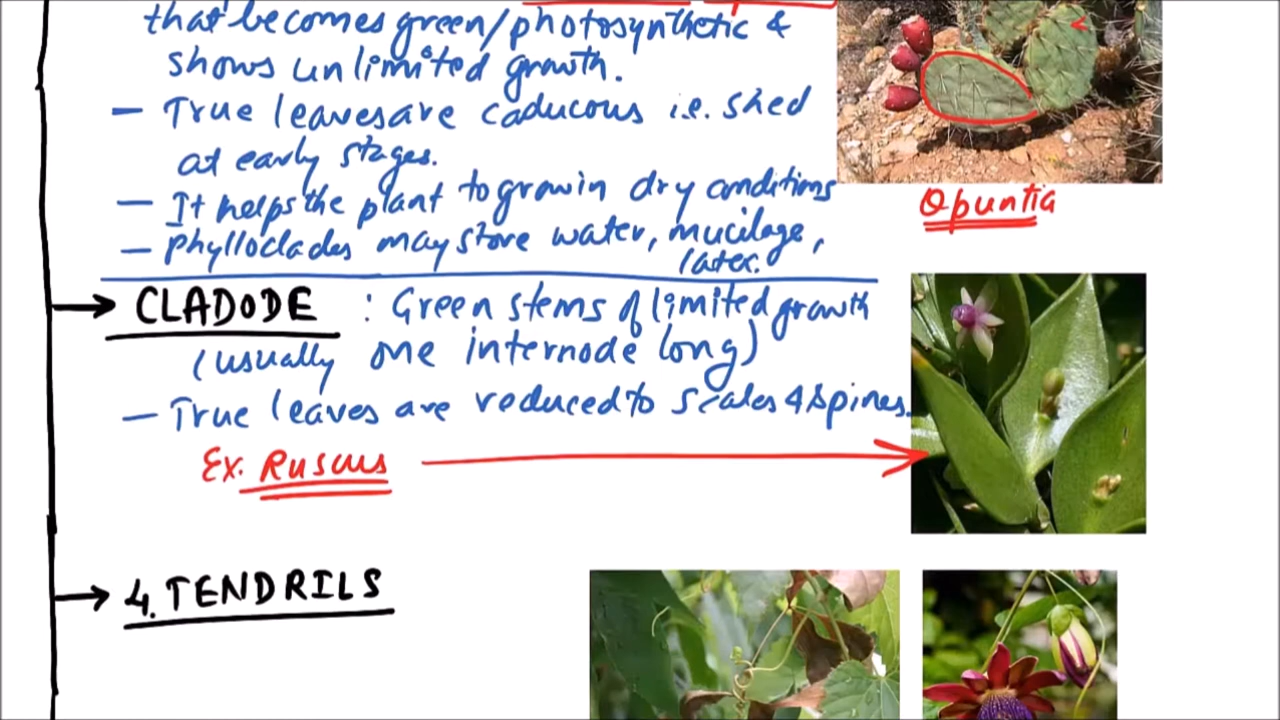 that becomes green/photosynthetic &
shows unlimited growth.
– True leaves are caducous i.e. shed
at early stages.
– It helps the plant to grow in dry conditions
– Phylloclades may store water, mucilage,
latex.
Opuntia
→ CLADODE : Green stems of limited growth
(usually one internode long)
– True leaves are reduced to scales & spines.
Ex. Ruscus
→ 4. TENDRILS